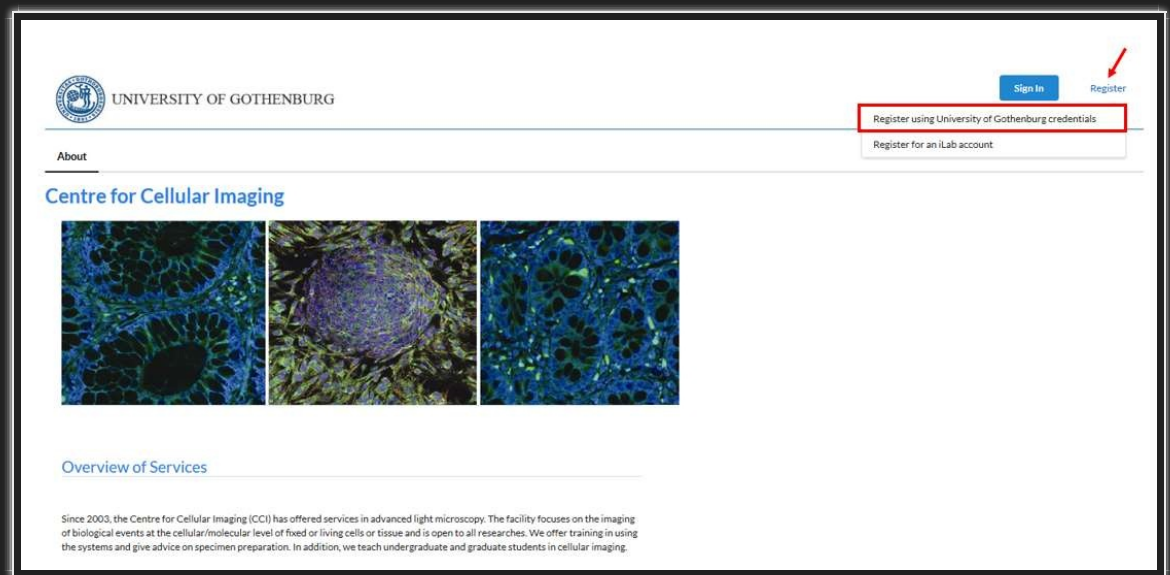 UNIVERSITY OF GOTHENBURG
Sign In
Register
Register using University of Gothenburg credentials
Register for an iLab account
About
Centre for Cellular Imaging
Overview of Services
Since 2003, the Centre for Cellular Imaging (CCI) has offered services in advanced light microscopy. The facility focuses on the imaging
of biological events at the cellular/molecular level of fixed or living cells or tissue and is open to all researches. We offer training in using
the systems and give advice on specimen preparation. In addition, we teach undergraduate and graduate students in cellular imaging.